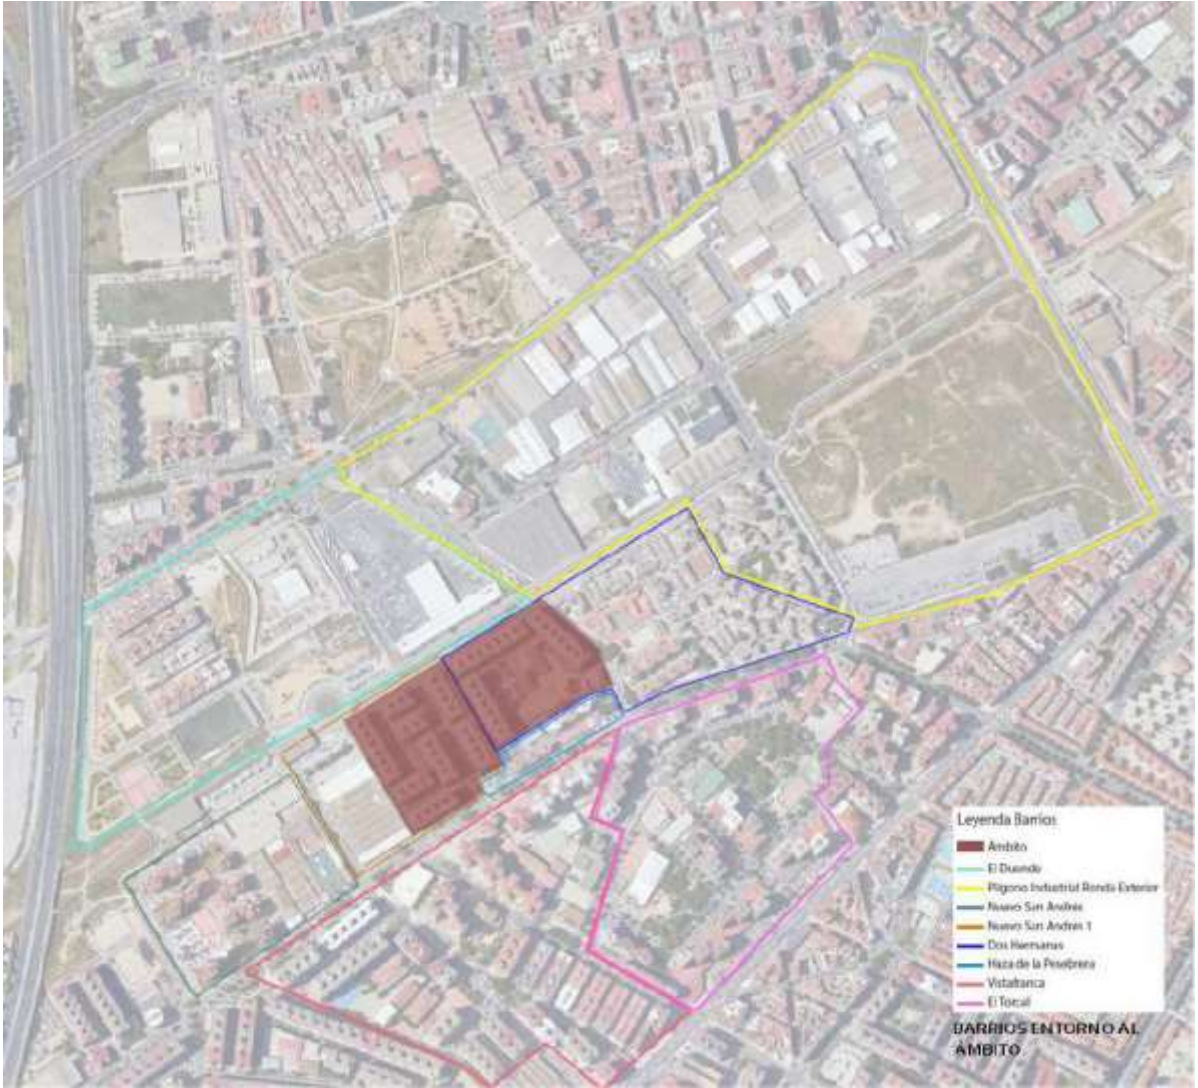 Leyenda Barrios
Ámbito
El Duende
Plígono Industrial Ronda Exterior
Nuevo San Andrés
Nuevo San Andrés 1
Dos Hermanas
Haza de la Pesebrera
Vistafranca
El Torcal
BARRIOS ENTORNO AL
ÁMBITO